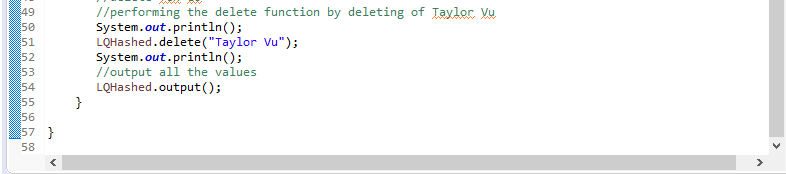 49 //performing the delete function by deleting of Taylor Vu
50 System.out.println();
51 LQHashed.delete("Taylor Vu");
52 System.out.println();
53 //output all the values
54 LQHashed.output();
55 }
56
57 }
58